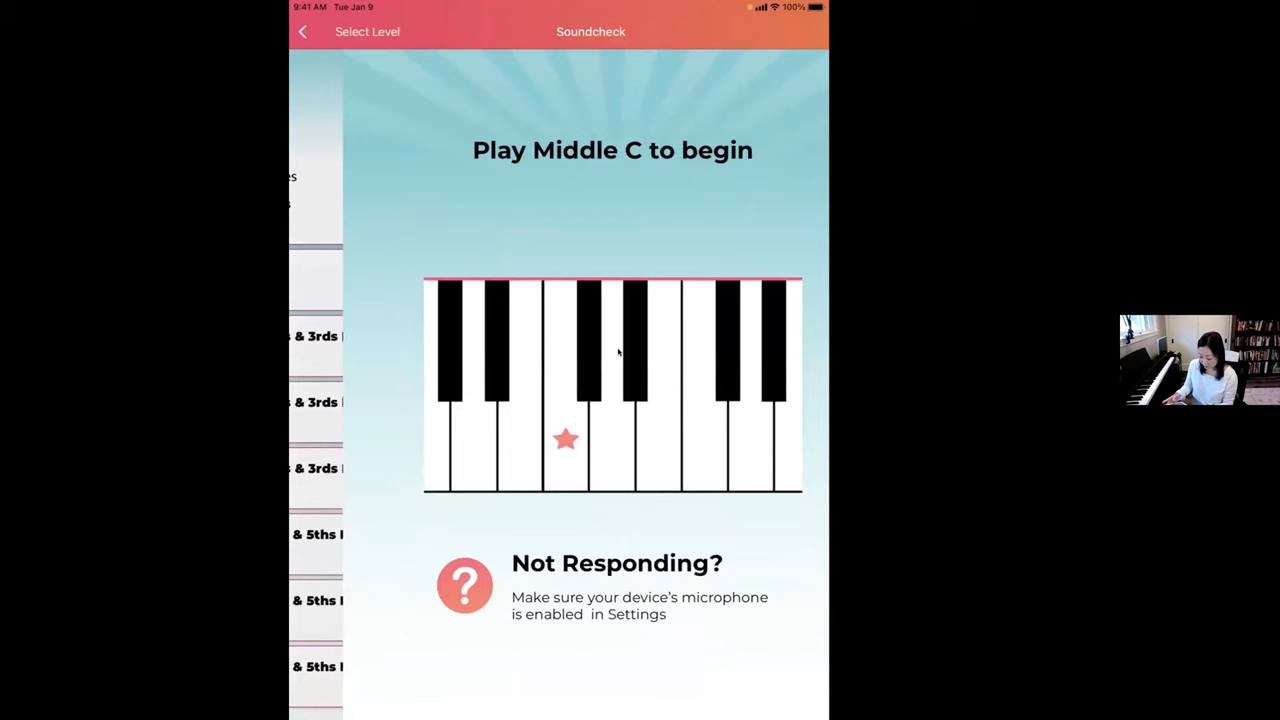 9:41 AM Tue Jan 9
100%
Select Level
Soundcheck
Play Middle C to begin
es
s
& 3rds
s & 3rds
s & 3rds
& 5ths
& 5ths
& 5ths
Not Responding?
Make sure your device's microphone
is enabled in Settings